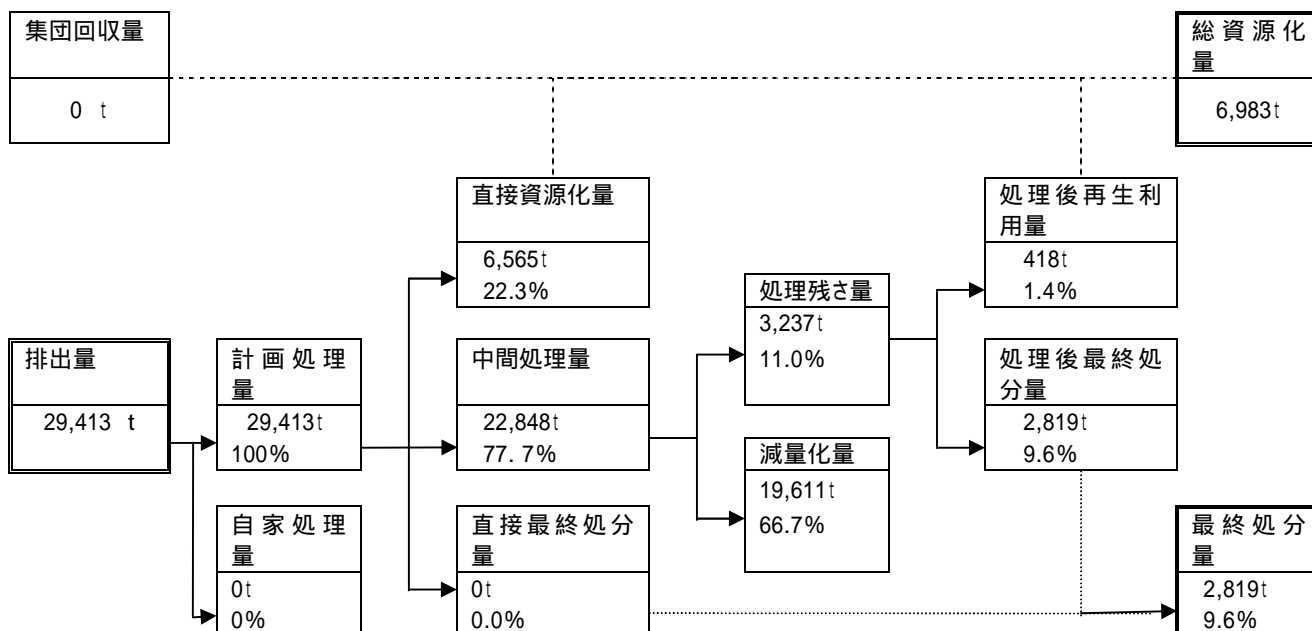 集団回収量
0 t
総資源化
量
6,983t
直接資源化量
6,565t
22.3%
処理後再生利
用量
418t
1.4%
処理残さ量
3,237t
11.0%
排出量
29,413 t
計画処理
量
29,413t
100%
中間処理量
22,848t
77.7%
処理後最終処
分量
2,819t
9.6%
減量化量
19,611t
66.7%
自家処理
量
0t
0%
直接最終処分
量
0t
0.0%
最終処分
量
2,819t
9.6%